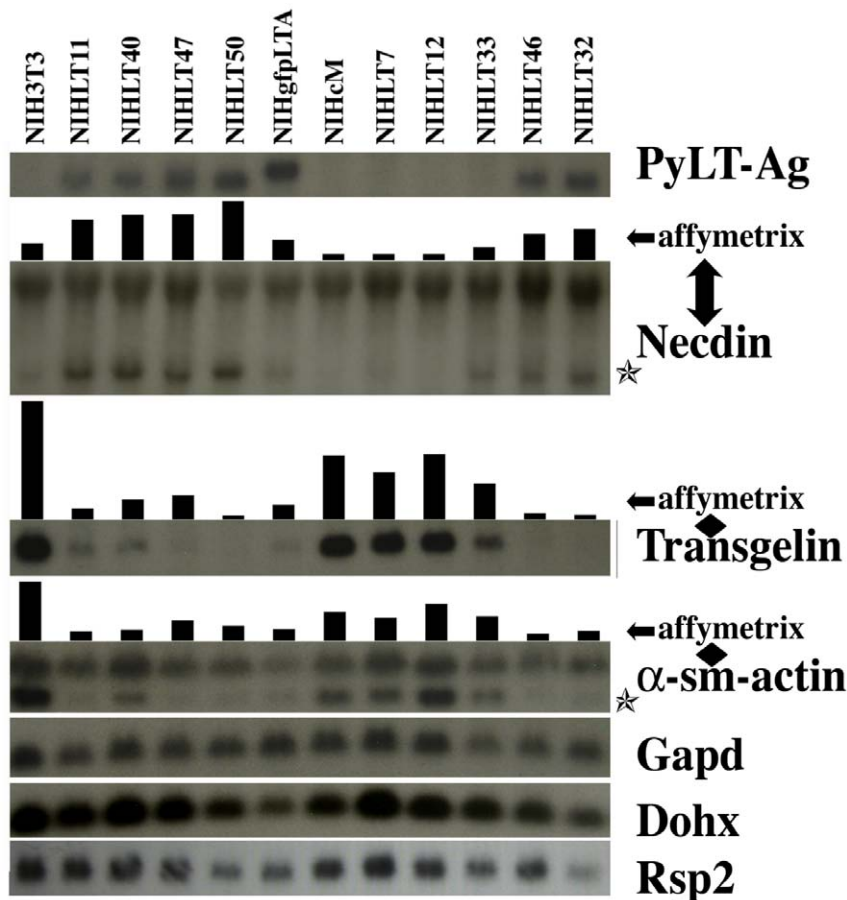 NIH3T3
NIHLT11
NIHLT40
NIHLT47
NIHLT50
NIHgfpLTA
NIHcM
NIHLT7
NIHLT12
NIHLT33
NIHLT46
NIHLT32
PyLT-Ag
affymetrix
Necdin
affymetrix
Transgelin
affymetrix
α-sm-actin
Gapd
Dohx
Rsp2